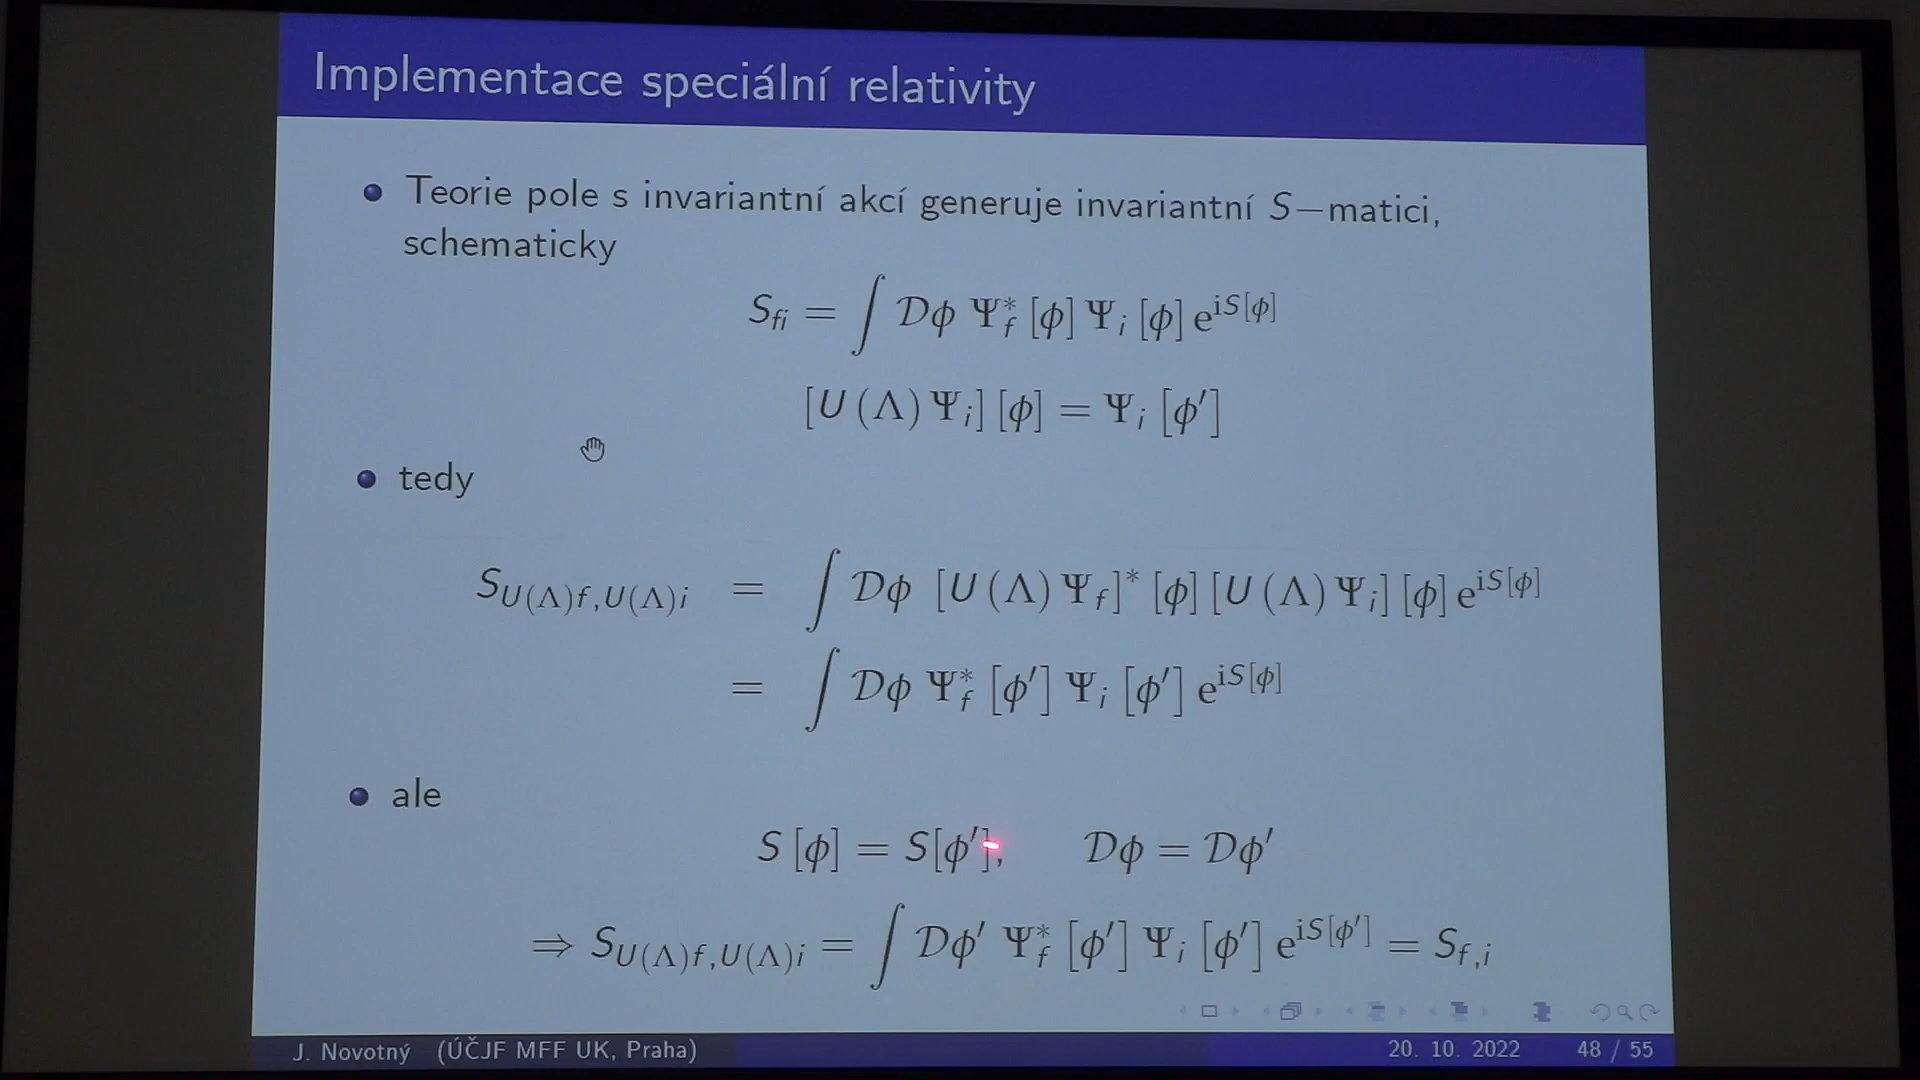 Implementace speciální relativity
Teorie pole s invariantní akcí generuje invariantní S−matici,
schematicky
S_{fi} = ∫ 𝒟ϕ Ψ*_f [ϕ] Ψ_i [ϕ] e^{iS[ϕ]}
[U (Λ) Ψ_i] [ϕ] = Ψ_i [ϕ′]
tedy
S_{U(Λ)f,U(Λ)i} = ∫ 𝒟ϕ [U (Λ) Ψ_f]* [ϕ] [U (Λ) Ψ_i] [ϕ] e^{iS[ϕ]}
= ∫ 𝒟ϕ Ψ*_f [ϕ′] Ψ_i [ϕ′] e^{iS[ϕ]}
ale
S [ϕ] = S[ϕ′], 𝒟ϕ = 𝒟ϕ′
⇒ S_{U(Λ)f,U(Λ)i} = ∫ 𝒟ϕ′ Ψ*_f [ϕ′] Ψ_i [ϕ′] e^{iS[ϕ′]} = S_{f,i}
J. Novotný (ÚČJF MFF UK, Praha) 20. 10. 2022 48 / 55